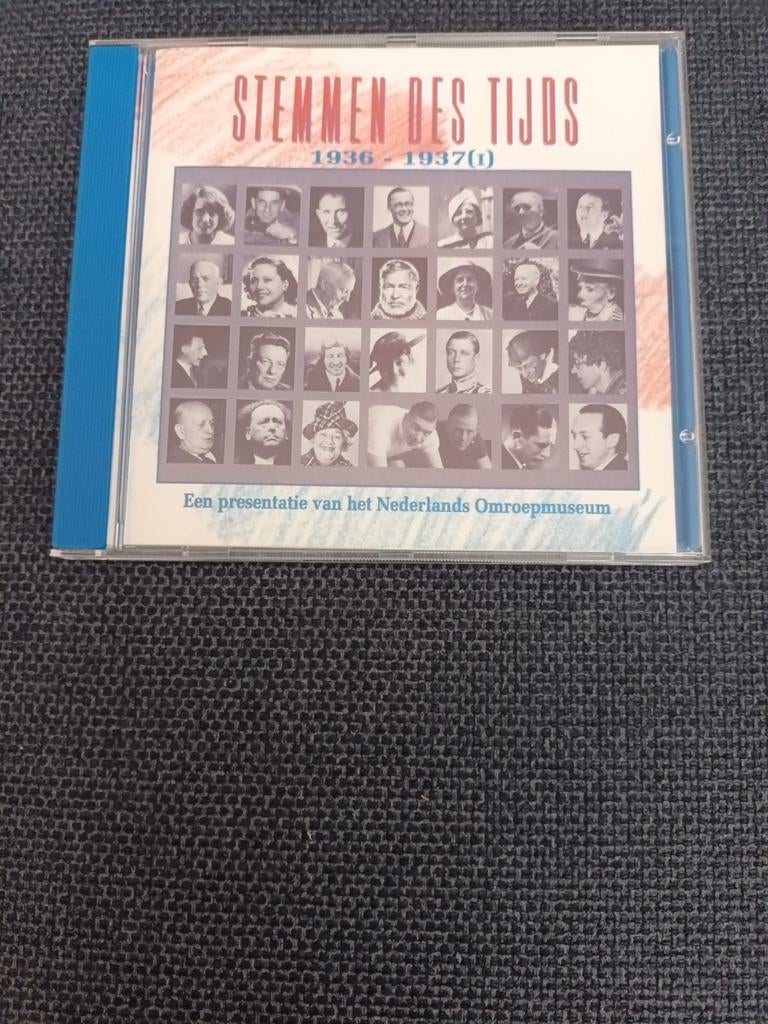 STEMMEN DES TIJDS
1936 - 1937(I)
Een presentatie van het Nederlands Omroepmuseum